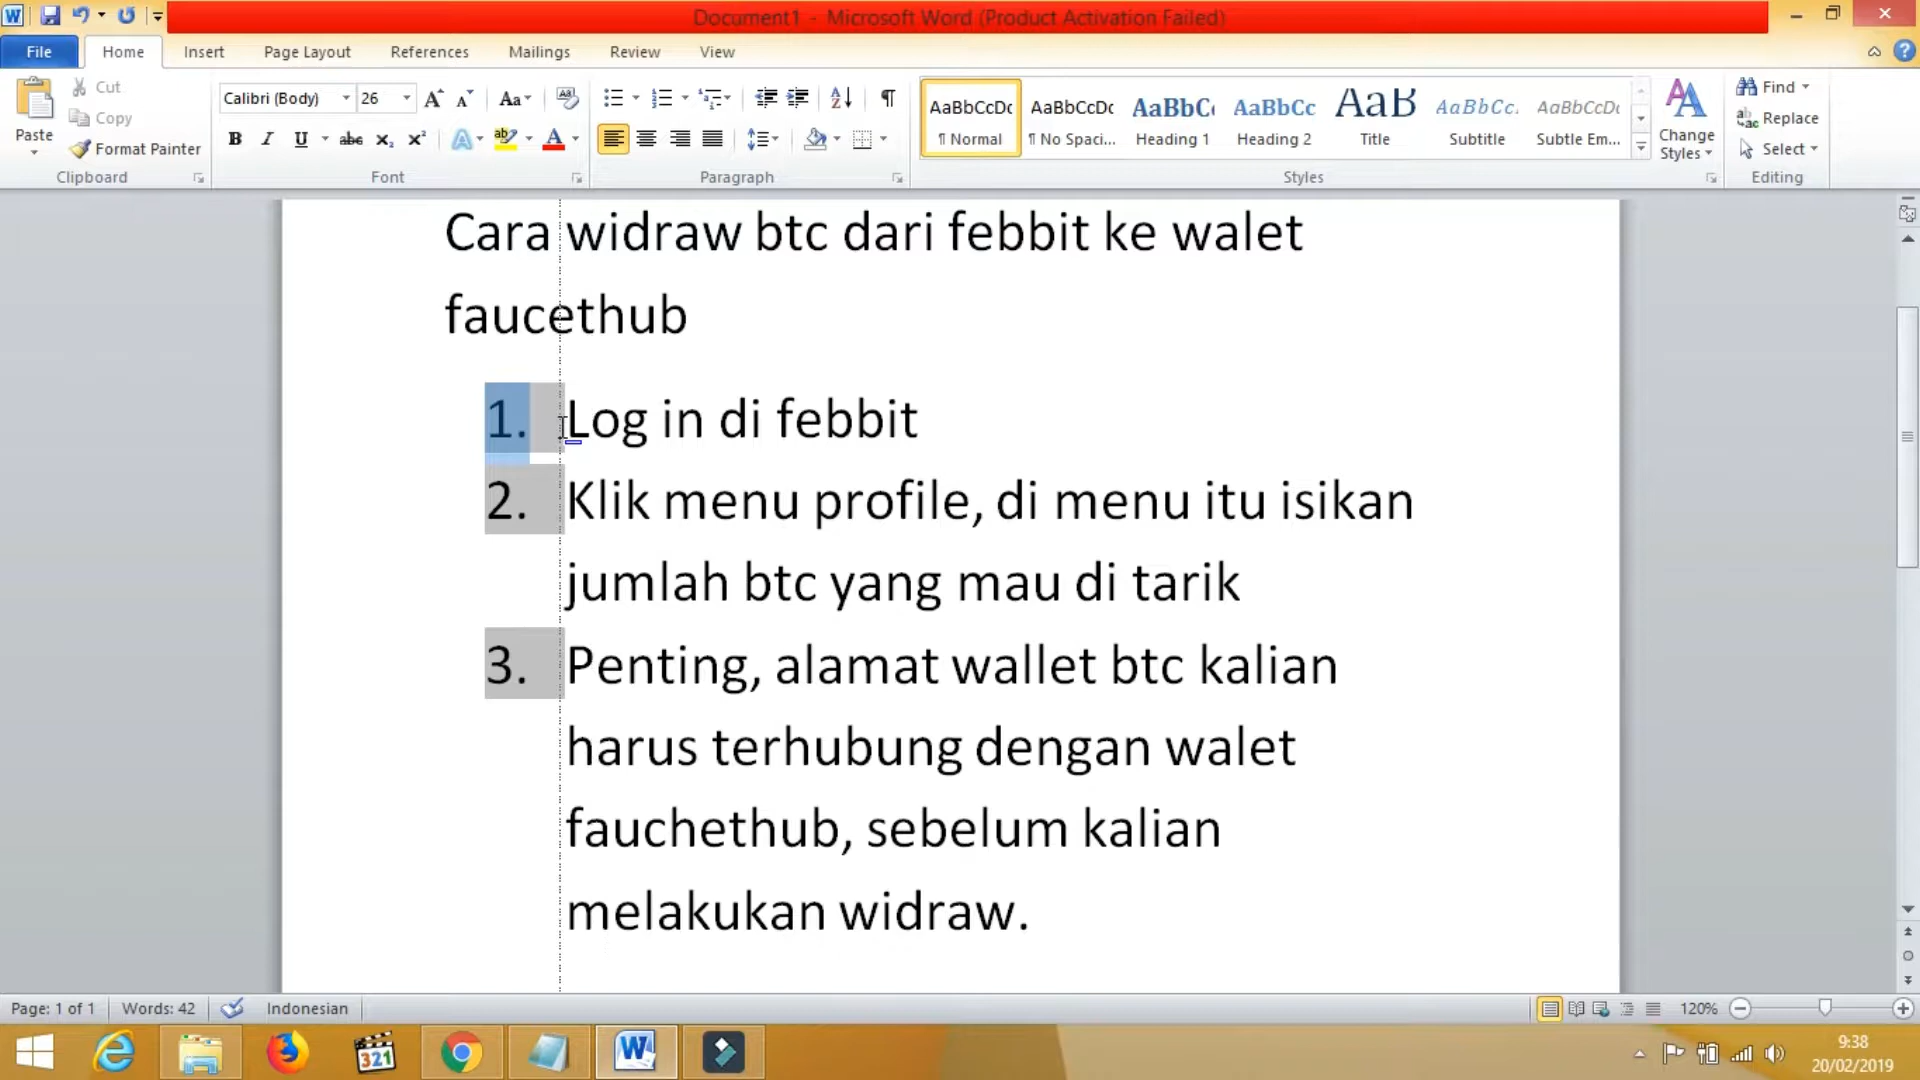 Document1 - Microsoft Word (Product Activation Failed)
File Home Insert Page Layout References Mailings Review View
Paste
Cut
Copy
Format Painter
Clipboard
Calibri (Body) 26
Font
Paragraph
AaBbCcDc AaBbCcDc AaBbC AaBbCc AaB AaBbCc. AaBbCcDc
¶ Normal ¶ No Spaci... Heading 1 Heading 2 Title Subtitle Subtle Em...
Styles
Change Styles
Find
Replace
Select
Editing
Cara widraw btc dari febbit ke walet
faucethub
1. Log in di febbit
2. Klik menu profile, di menu itu isikan
jumlah btc yang mau di tarik
3. Penting, alamat wallet btc kalian
harus terhubung dengan walet
fauchethub, sebelum kalian
melakukan widraw.
Page: 1 of 1 Words: 42 Indonesian 120%
321
9:38
20/02/2019